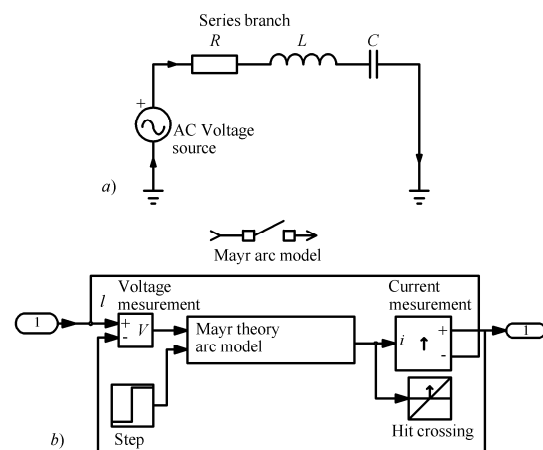 Series branch
R L C
+
AC Voltage
source
a)
Mayr arc model
l Voltage
mesurement
Current
mesurement
1
+
-
V
Mayr theory
arc model
i
+
-
1
Step
Hit crossing
b)